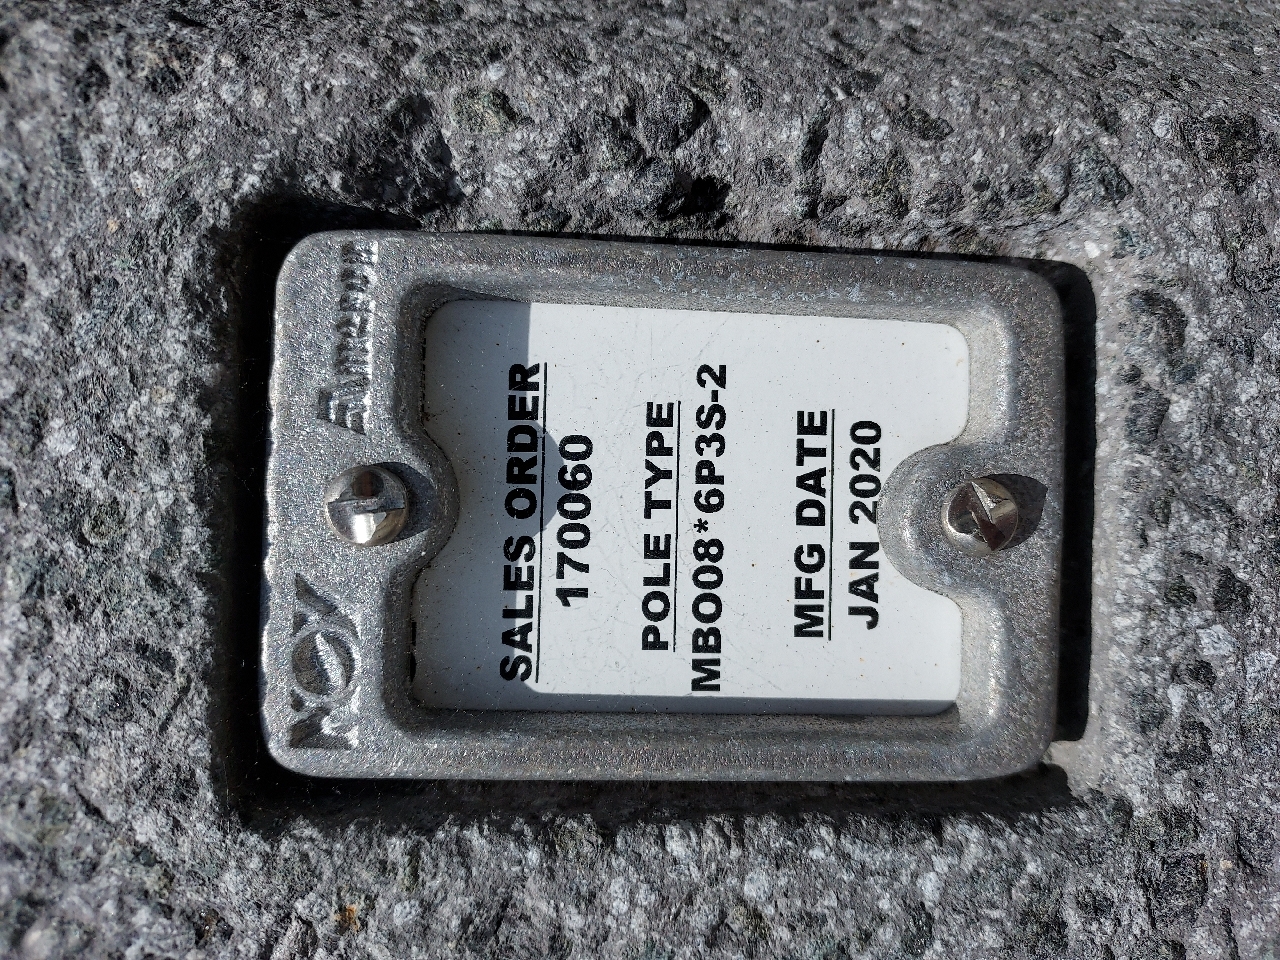 SALES ORDER
170060
POLE TYPE
MBO08*6P3S-2
MFG DATE
JAN 2020